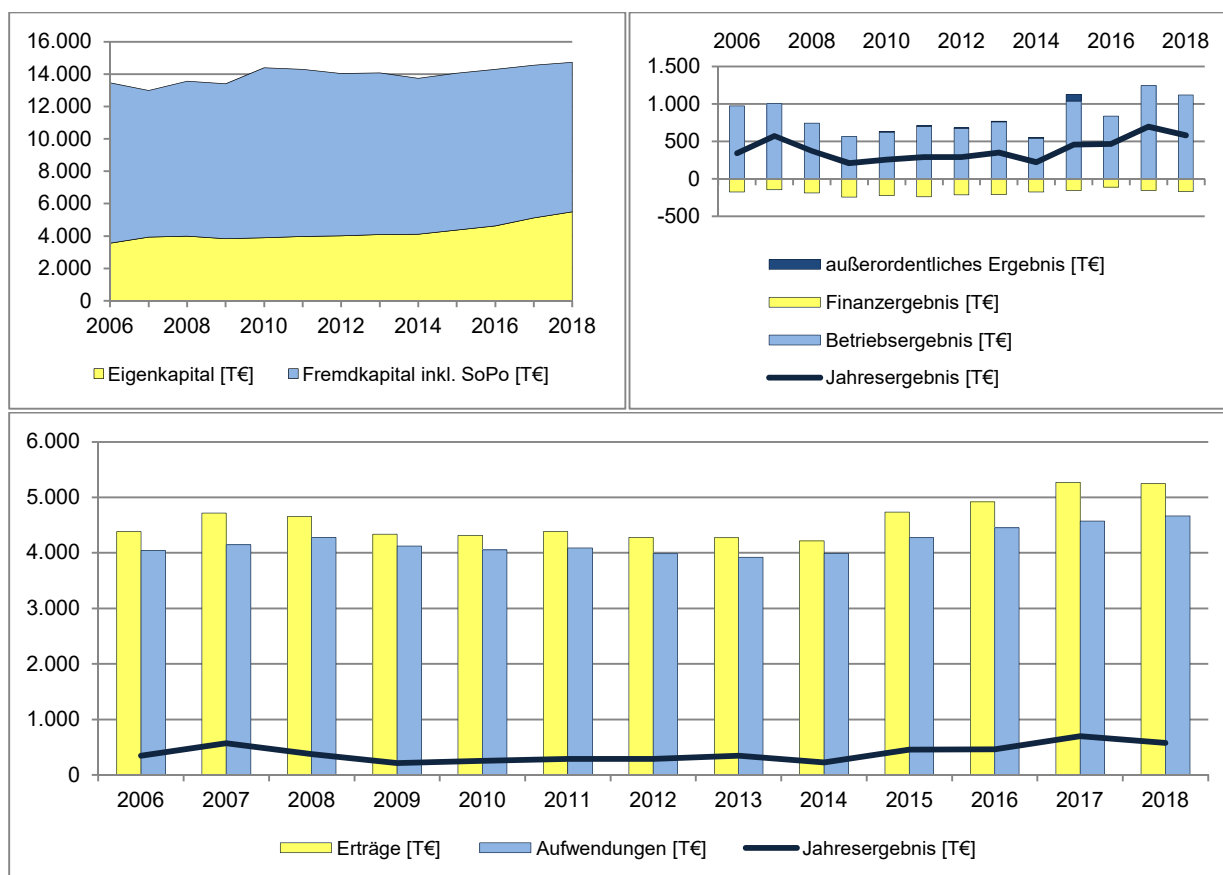 16.000
14.000
12.000
10.000
8.000
6.000
4.000
2.000
0
2006 2008 2010 2012 2014 2016 2018
Eigenkapital [T€] Fremdkapital inkl. SoPo [T€]
2006 2008 2010 2012 2014 2016 2018
1.500
1.000
500
0
-500
außerordentliches Ergebnis [T€]
Finanzergebnis [T€]
Betriebsergebnis [T€]
Jahresergebnis [T€]
6.000
5.000
4.000
3.000
2.000
1.000
0
2006 2007 2008 2009 2010 2011 2012 2013 2014 2015 2016 2017 2018
Erträge [T€] Aufwendungen [T€] Jahresergebnis [T€]